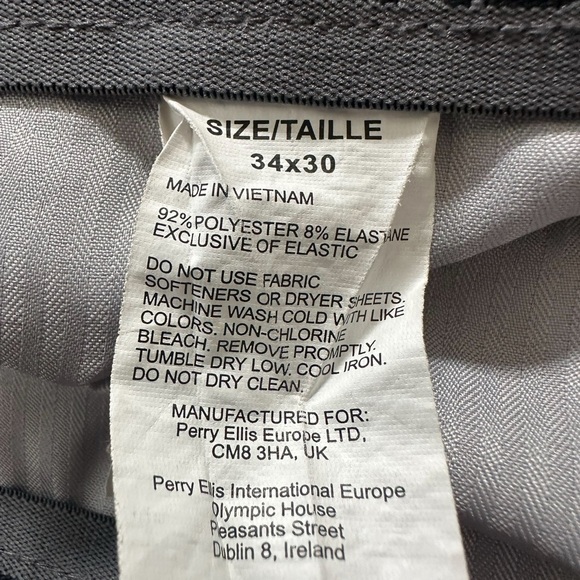 SIZE/TAILLE
34x30
MADE IN VIETNAM
92% POLYESTER 8% ELASTANE
EXCLUSIVE OF ELASTIC
DO NOT USE FABRIC
SOFTENERS OR DRYER SHEETS.
MACHINE WASH COLD WITH LIKE
COLORS. NON-CHLORINE
BLEACH. REMOVE PROMPTLY.
TUMBLE DRY LOW. COOL IRON.
DO NOT DRY CLEAN.
MANUFACTURED FOR:
Perry Ellis Europe LTD,
CM8 3HA, UK
Perry Ellis International Europe
Olympic House
Peasants Street
Dublin 8, Ireland